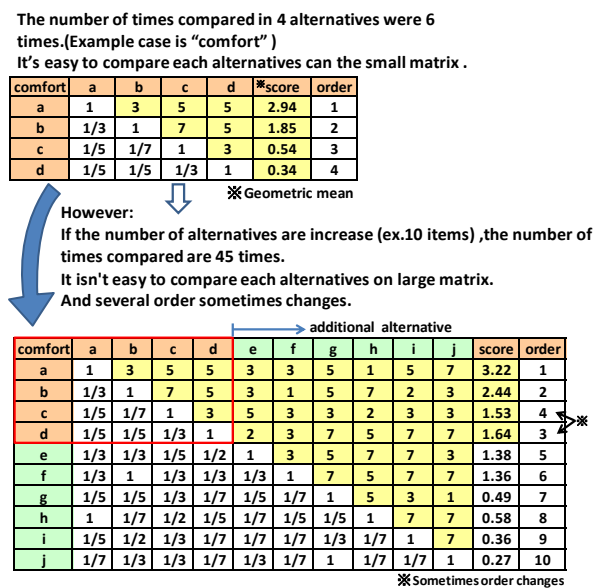 The number of times compared in 4 alternatives were 6
times.(Example case is “comfort” )
It’s easy to compare each alternatives can the small matrix .
comfort a b c d ※score order
a 1 3 5 5 2.94 1
b 1/3 1 7 5 1.85 2
c 1/5 1/7 1 3 0.54 3
d 1/5 1/5 1/3 1 0.34 4
※ Geometric mean
However:
If the number of alternatives are increase (ex.10 items) ,the number of
times compared are 45 times.
It isn't easy to compare each alternatives on large matrix.
And several order sometimes changes.
additional alternative
comfort a b c d e f g h i j score order
a 1 3 5 5 3 3 5 1 5 7 3.22 1
b 1/3 1 7 5 3 1 5 7 2 3 2.44 2
c 1/5 1/7 1 3 5 3 3 2 3 3 1.53 4
※
d 1/5 1/5 1/3 1 2 3 7 5 7 7 1.64 3
e 1/3 1/3 1/5 1/2 1 3 5 7 7 3 1.38 5
f 1/3 1 1/3 1/3 1/3 1 7 5 7 7 1.36 6
g 1/5 1/5 1/3 1/7 1/5 1/7 1 5 3 1 0.49 7
h 1 1/7 1/2 1/5 1/7 1/5 1/5 1 7 7 0.58 8
i 1/5 1/2 1/3 1/7 1/7 1/7 1/3 1/7 1 7 0.36 9
j 1/7 1/3 1/3 1/7 1/3 1/7 1 1/7 1/7 1 0.27 10
※Sometimes order changes